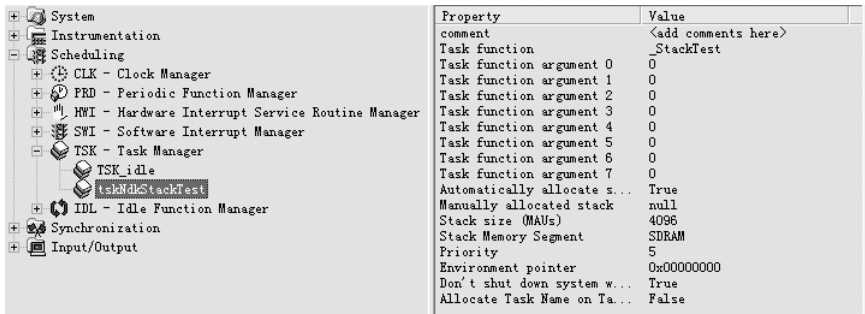 System
Instrumentation
Scheduling
CLK - Clock Manager
PRD - Periodic Function Manager
HWI - Hardware Interrupt Service Routine Manager
SWI - Software Interrupt Manager
TSK - Task Manager
TSK_idle
tskNdkStackTest
IDL - Idle Function Manager
Synchronization
Input/Output
Property Value
comment <add comments here>
Task function _StackTest
Task function argument 0 0
Task function argument 1 0
Task function argument 2 0
Task function argument 3 0
Task function argument 4 0
Task function argument 5 0
Task function argument 6 0
Task function argument 7 0
Automatically allocate s... True
Manually allocated stack null
Stack size (MAUs) 4096
Stack Memory Segment SDRAM
Priority 5
Environment pointer 0x00000000
Don't shut down system w... True
Allocate Task Name on Ta... False